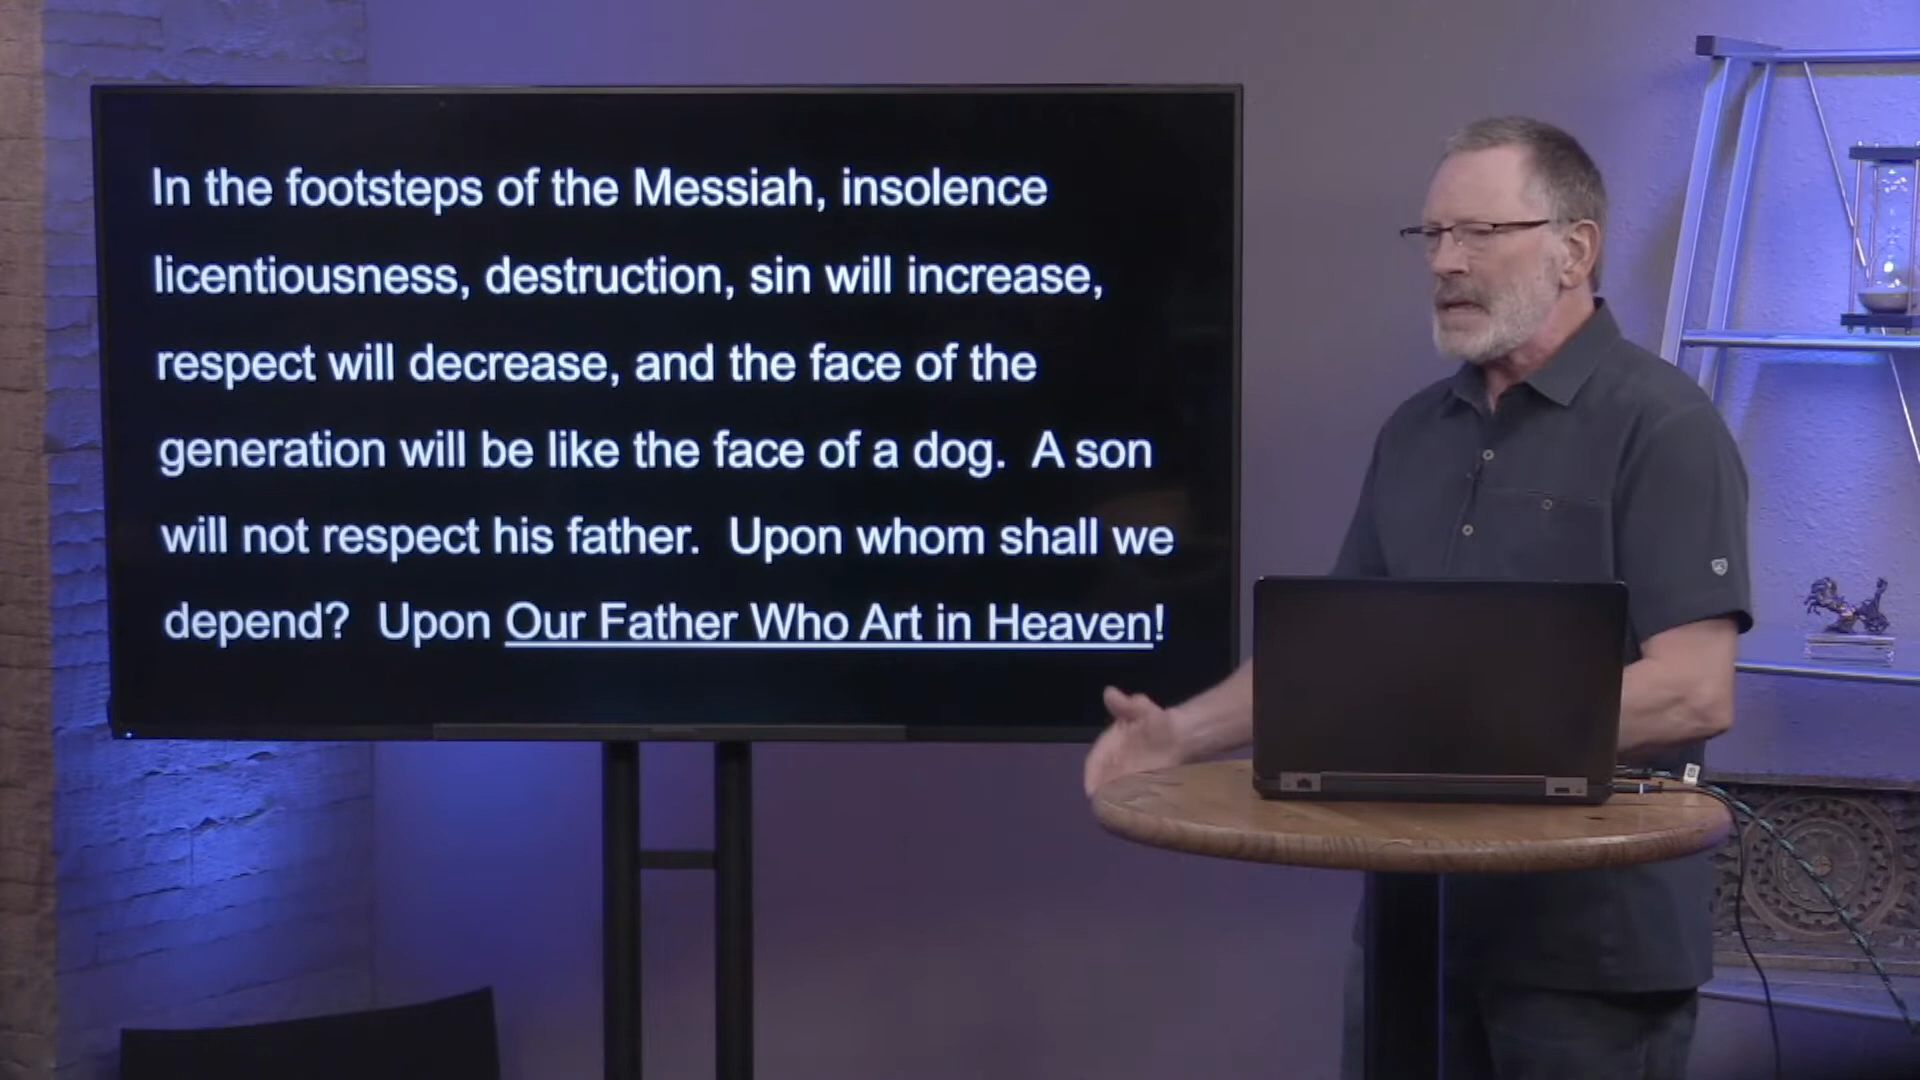 In the footsteps of the Messiah, insolence
licentiousness, destruction, sin will increase,
respect will decrease, and the face of the
generation will be like the face of a dog.  A son
will not respect his father.  Upon whom shall we
depend?  Upon Our Father Who Art in Heaven!